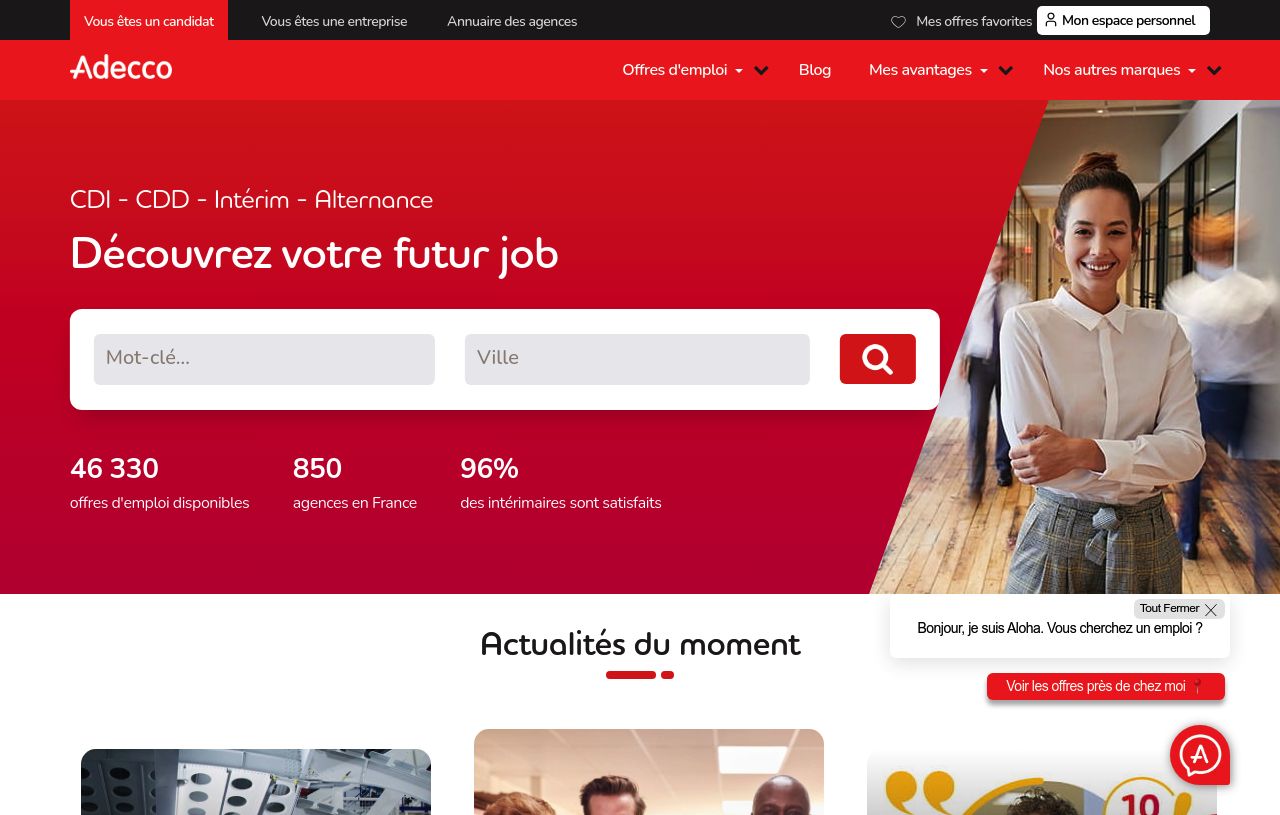 Vous êtes un candidat
Vous êtes une entreprise
Annuaire des agences
Mes offres favorites
Mon espace personnel
Adecco
Offres d'emploi
Blog
Mes avantages
Nos autres marques
CDI - CDD - Intérim - Alternance
Découvrez votre futur job
Mot-clé...
Ville
46 330
850
96%
offres d'emploi disponibles
agences en France
des intérimaires sont satisfaits
Tout Fermer
Bonjour, je suis Aloha. Vous cherchez un emploi ?
Actualités du moment
Voir les offres près de chez moi 📍
10